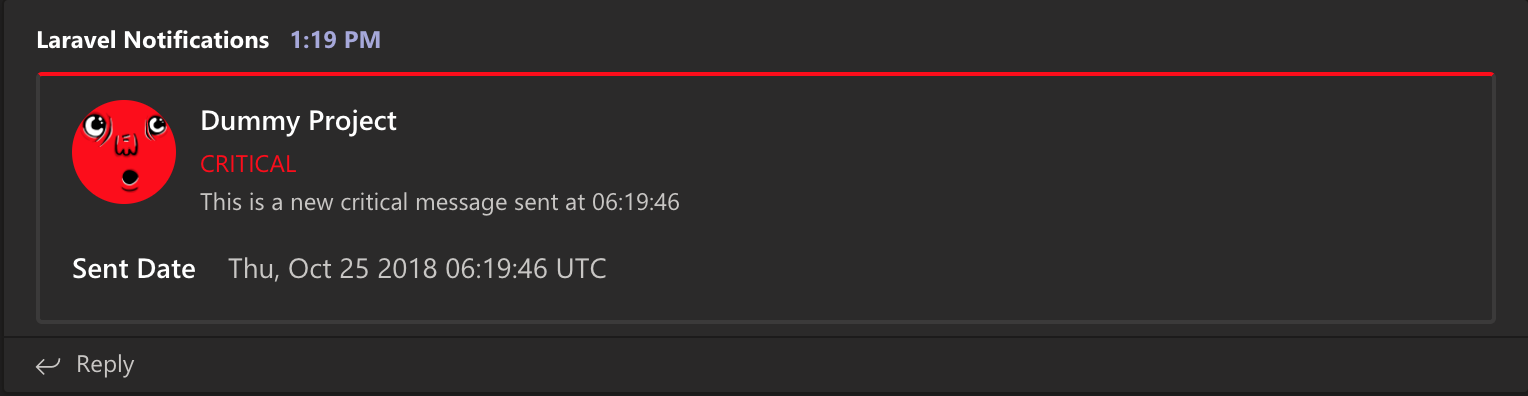 Laravel Notifications 1:19 PM
Dummy Project
CRITICAL
This is a new critical message sent at 06:19:46
Sent Date Thu, Oct 25 2018 06:19:46 UTC
Reply